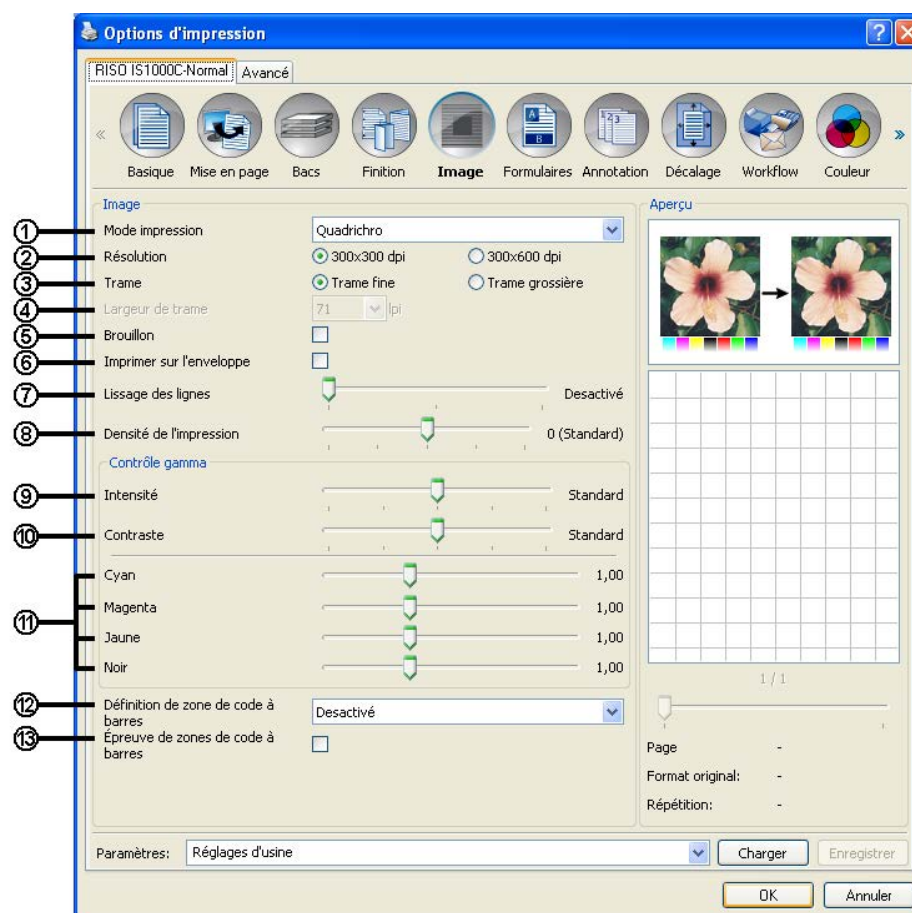 Options d'impression
RISO IS1000C-Normal Avancé
Basique Mise en page Bacs Finition Image Formulaires Annotation Décalage Workflow Couleur
Image
① Mode impression Quadrichro
② Résolution 300x300 dpi 300x600 dpi
③ Trame Trame fine Trame grossière
④ Largeur de trame 71 lpi
⑤ Brouillon
⑥ Imprimer sur l'enveloppe
⑦ Lissage des lignes Desactivé
⑧ Densité de l'impression 0 (Standard)
Contrôle gamma
⑨ Intensité Standard
⑩ Contraste Standard
⑪
Cyan 1,00
Magenta 1,00
Jaune 1,00
Noir 1,00
⑫ Définition de zone de code à
barres
Desactivé
⑬ Épreuve de zones de code à
barres
Aperçu
A
B
123
1 / 1
Page -
Format original: -
Répétition: -
Paramètres: Réglages d'usine Charger Enregistrer
OK Annuler